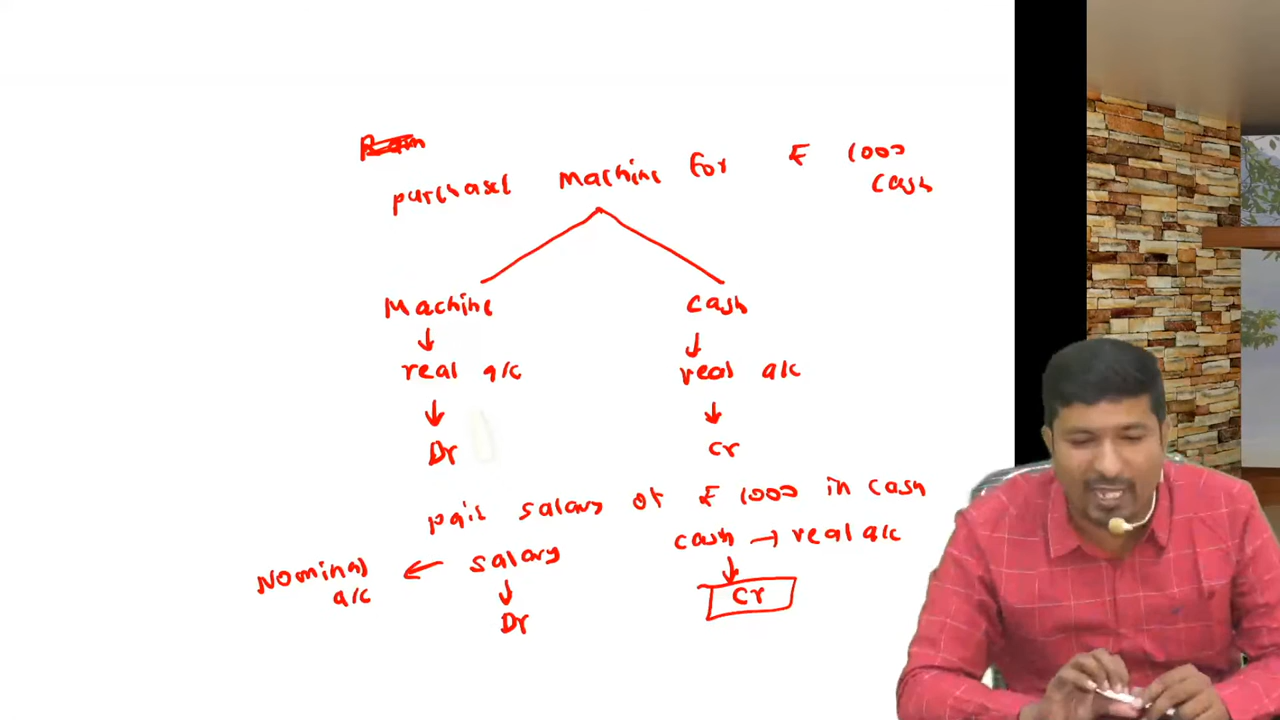 purchased machine for ₹ 1000
cash
Machine cash
↓ ↓
real a/c real a/c
↓ ↓
Dr Cr
paid salary of ₹ 1000 in cash
Nominal a/c ← salary cash → real a/c
↓ ↓
Dr Cr